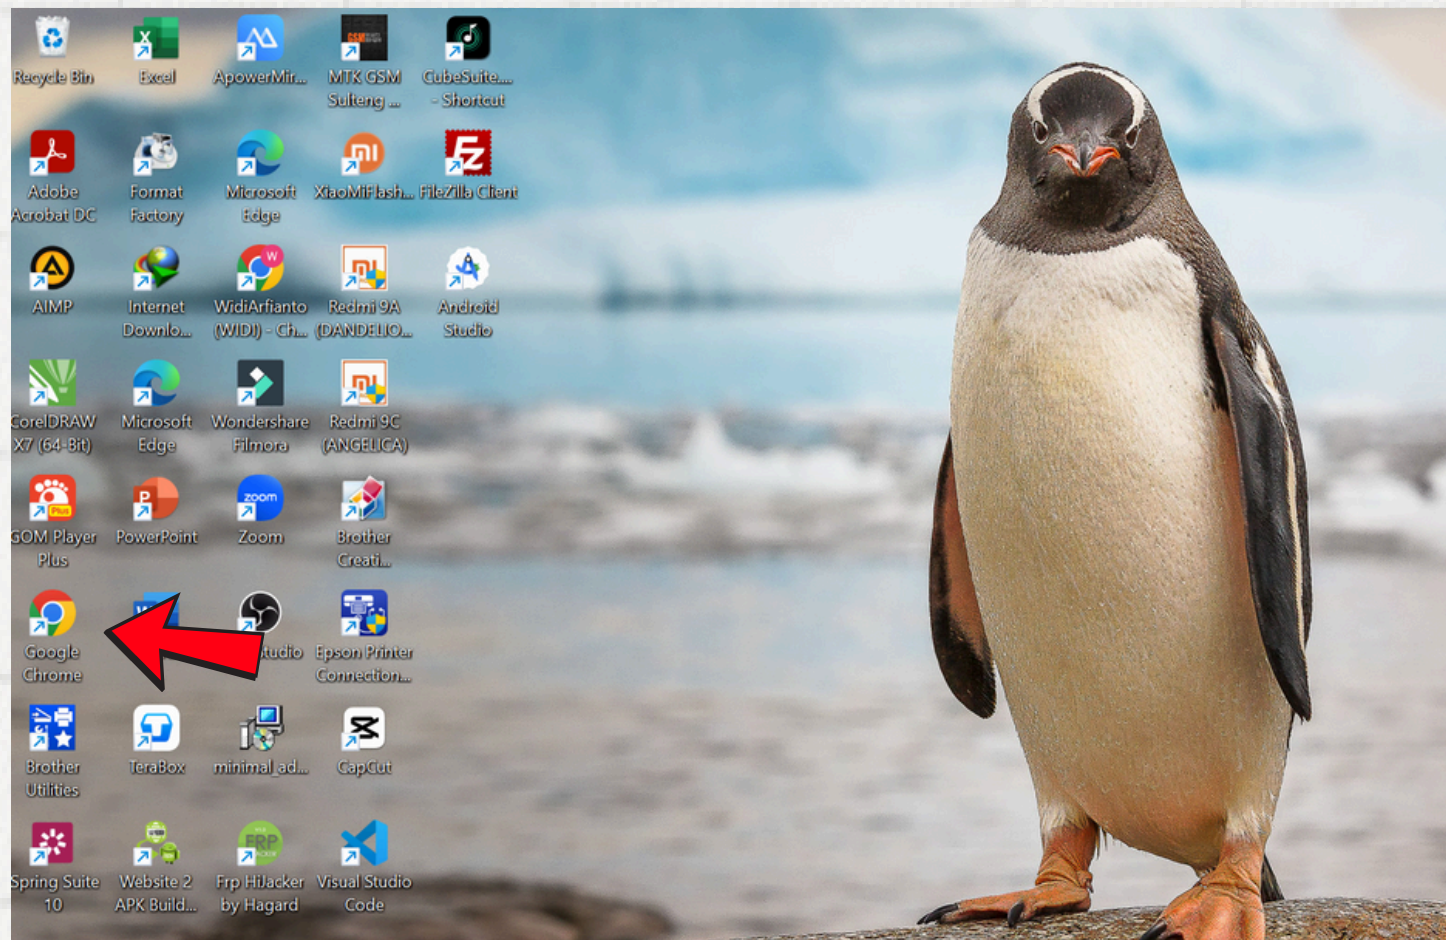 Recycle Bin
Excel
ApowerMir...
MTK GSM
Sulteng ...
CubeSuite....
- Shortcut
Adobe
Acrobat DC
Format
Factory
Microsoft
Edge
XiaoMiFlash...
FileZilla Client
AIMP
Internet
Downlo...
WidiArfianto
(WIDI) - Ch...
W
Redmi 9A
(DANDELIO...
Android
Studio
CorelDRAW
X7 (64-Bit)
Microsoft
Edge
Wondershare
Filmora
Redmi 9C
(ANGELICA)
Plus
GOM Player
Plus
P
PowerPoint
zoom
Zoom
Brother
Creati...
Google
Chrome
W
tudio
Epson Printer
Connection...
Brother
Utilities
TeraBox
minimal_ad...
CapCut
Spring Suite
10
Website 2
APK Build...
FRP
Frp HiJacker
by Hagard
Visual Studio
Code